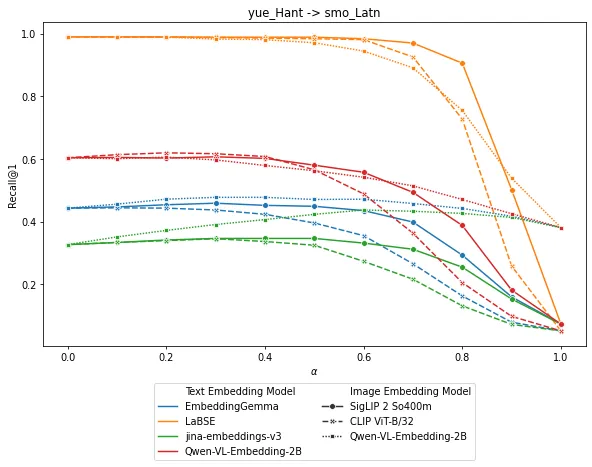 yue_Hant -> smo_Latn
Recall@1
1.0
0.8
0.6
0.4
0.2
0.0 0.2 0.4 0.6 0.8 1.0
α
Text Embedding Model Image Embedding Model
EmbeddingGemma SigLIP 2 So400m
LaBSE CLIP ViT-B/32
jina-embeddings-v3 Qwen-VL-Embedding-2B
Qwen-VL-Embedding-2B